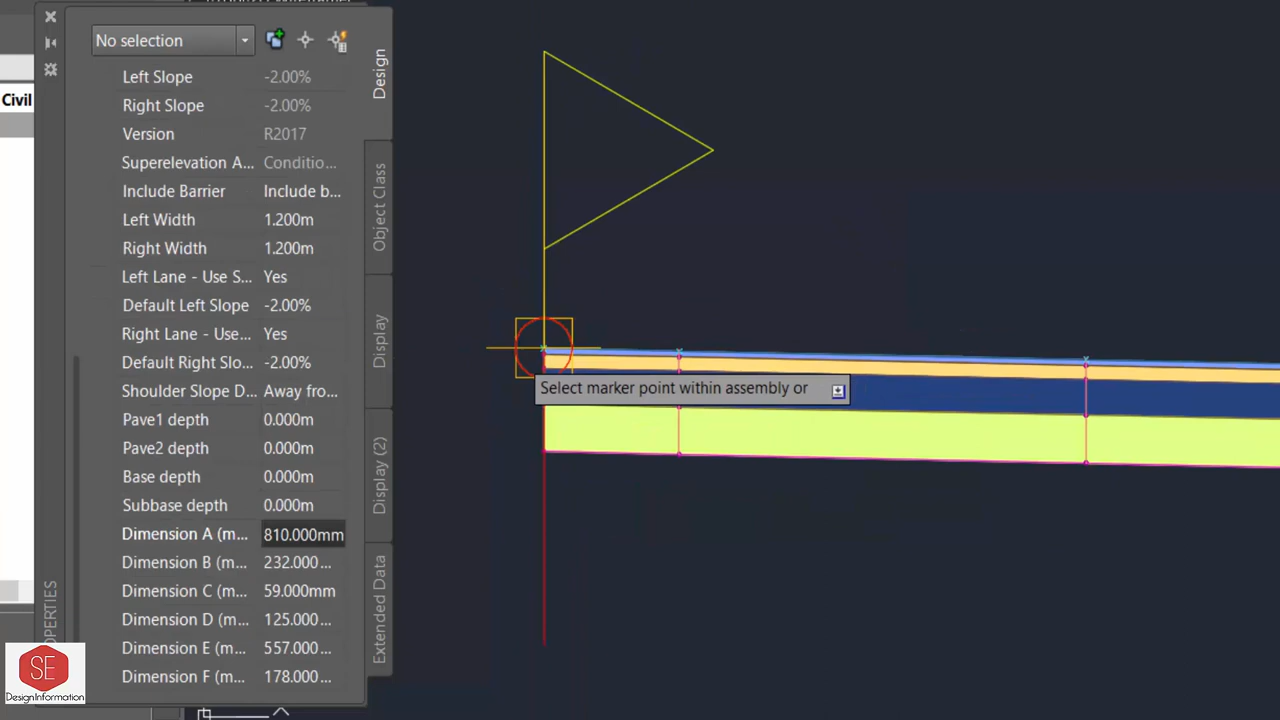 No selection
Civil
Left Slope -2.00%
Right Slope -2.00%
Version R2017
Superelevation A... Conditio...
Include Barrier Include b...
Left Width 1.200m
Right Width 1.200m
Left Lane - Use S... Yes
Default Left Slope -2.00%
Right Lane - Use... Yes
Default Right Slo... -2.00%
Shoulder Slope D... Away fro...
Pave1 depth 0.000m
Pave2 depth 0.000m
Base depth 0.000m
Subbase depth 0.000m
Dimension A (m... 810.000mm
Dimension B (m... 232.000...
Dimension C (m... 59.000mm
Dimension D (m... 125.000...
Dimension E (m... 557.000...
Dimension F (m... 178.000...
Design
Object Class
Display
Display (2)
Extended Data
Select marker point within assembly or
SE
DesignInformation